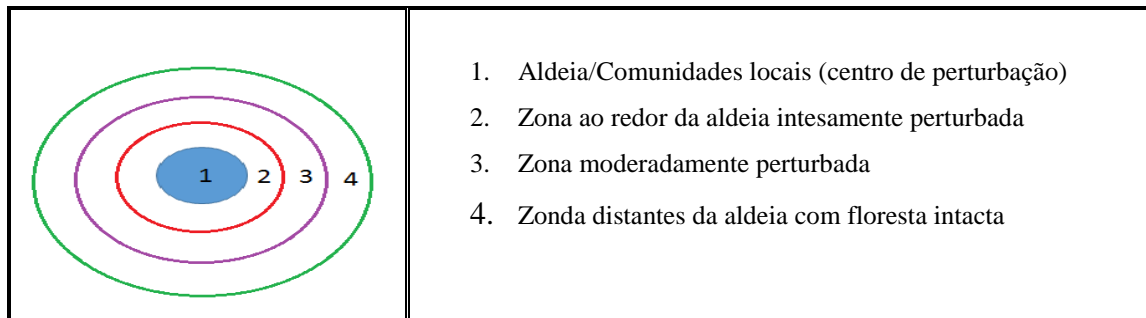 1 2 3 4
1. Aldeia/Comunidades locais (centro de perturbação)
2. Zona ao redor da aldeia intesamente perturbada
3. Zona moderadamente perturbada
4. Zonda distantes da aldeia com floresta intacta